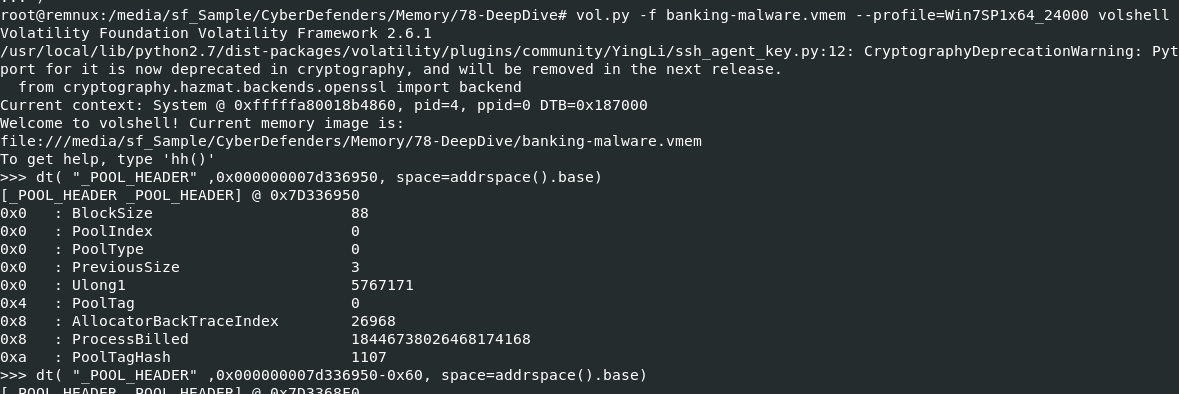 root@remnux:/media/sf_Sample/CyberDefenders/Memory/78-DeepDive# vol.py -f banking-malware.vmem --profile=Win7SP1x64_24000 volshell
Volatility Foundation Volatility Framework 2.6.1
/usr/local/lib/python2.7/dist-packages/volatility/plugins/community/YingLi/ssh_agent_key.py:12: CryptographyDeprecationWarning: Pyt
port for it is now deprecated in cryptography, and will be removed in the next release.
  from cryptography.hazmat.backends.openssl import backend
Current context: System @ 0xfffffa80018b4860, pid=4, ppid=0 DTB=0x187000
Welcome to volshell! Current memory image is:
file:///media/sf_Sample/CyberDefenders/Memory/78-DeepDive/banking-malware.vmem
To get help, type 'hh()'
>>> dt( "_POOL_HEADER" ,0x000000007d336950, space=addrspace().base)
[_POOL_HEADER _POOL_HEADER] @ 0x7D336950
0x0   : BlockSize                      88
0x0   : PoolIndex                      0
0x0   : PoolType                       0
0x0   : PreviousSize                   3
0x0   : Ulong1                         5767171
0x4   : PoolTag                        0
0x8   : AllocatorBackTraceIndex        26968
0x8   : ProcessBilled                  18446738026468174168
0xa   : PoolTagHash                    1107
>>> dt( "_POOL_HEADER" ,0x000000007d336950-0x60, space=addrspace().base)
[_POOL_HEADER _POOL_HEADER] @ 0x7D3368F0